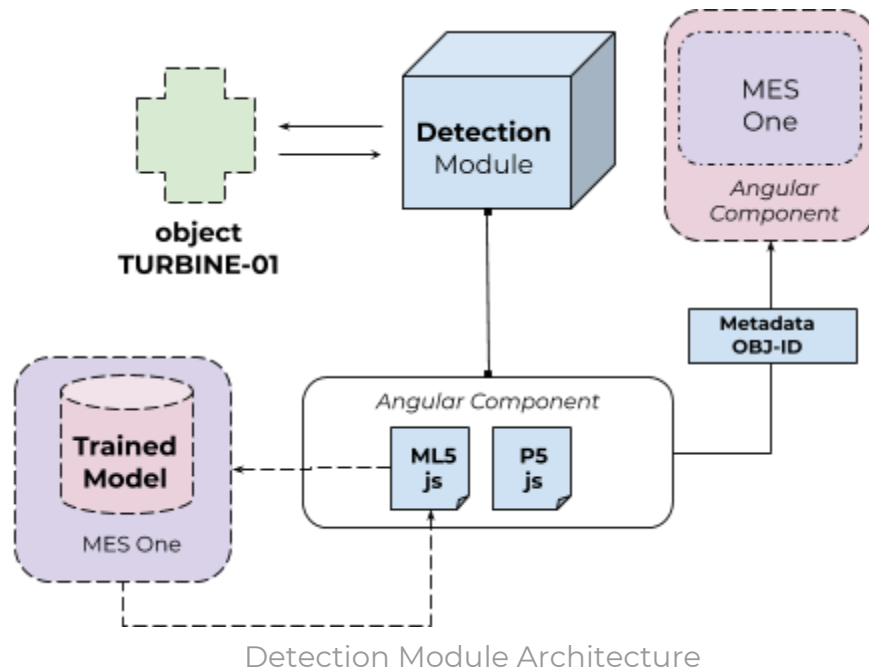 MES
One
Angular
Component
Detection
Module
object
TURBINE-01
Metadata
OBJ-ID
Angular Component
ML5
js
P5
js
Trained
Model
MES One
Detection Module Architecture